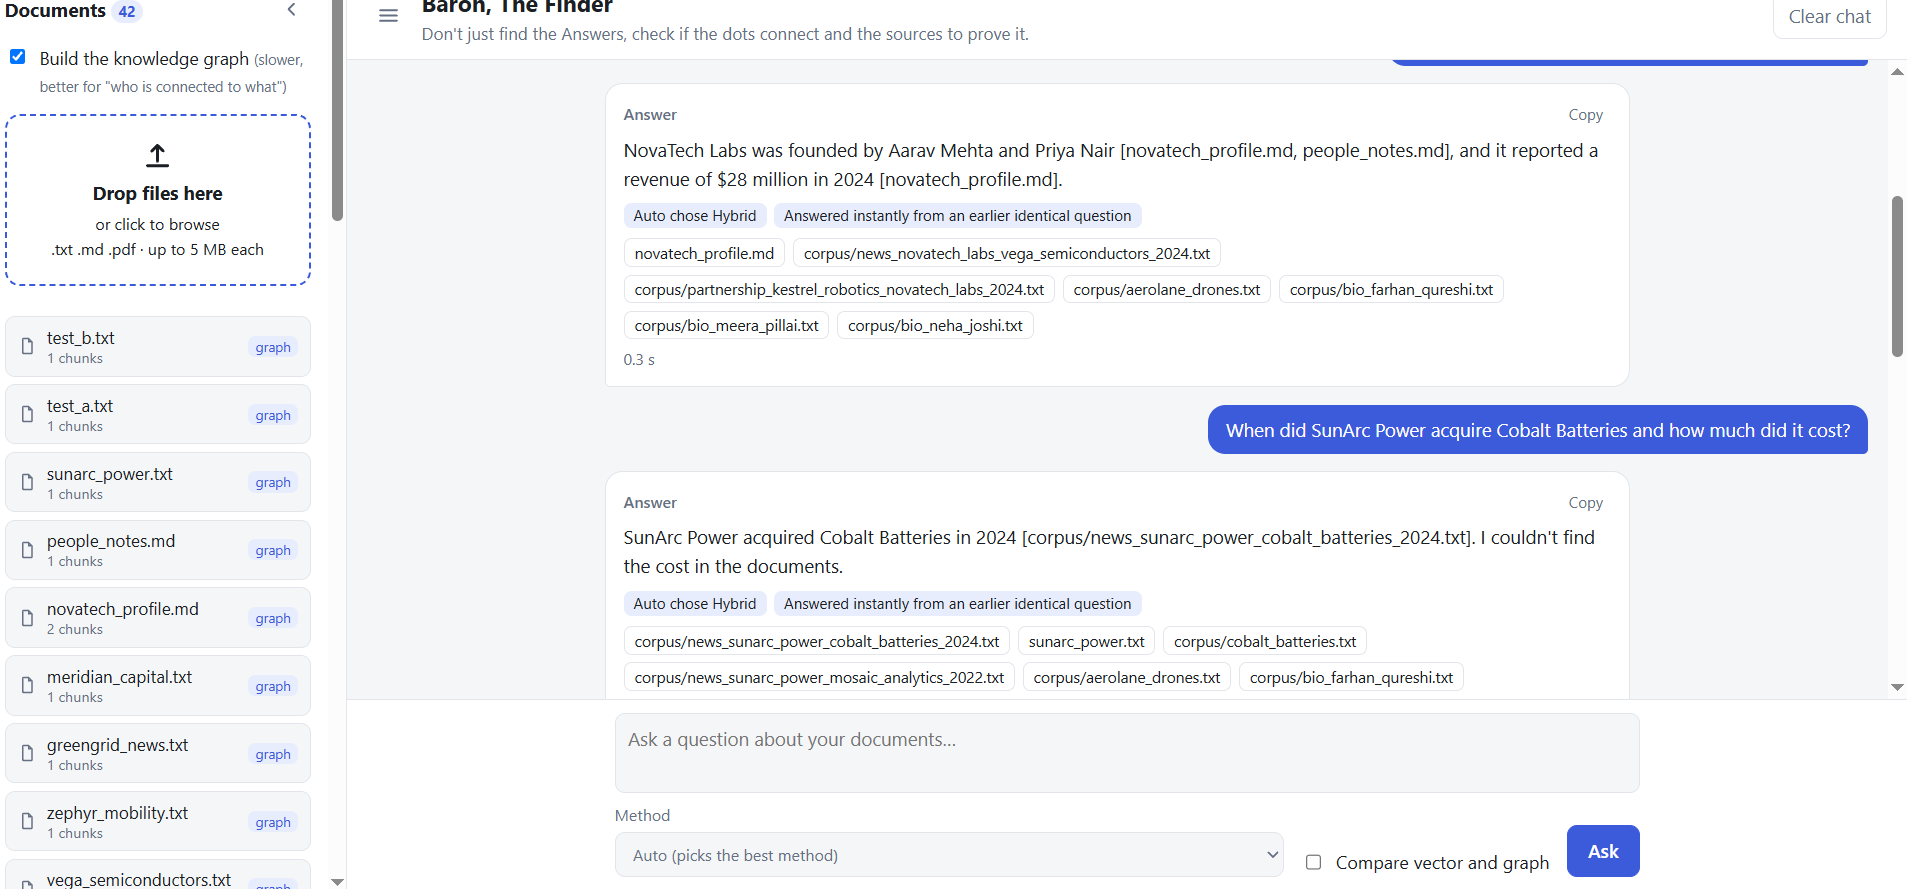 Documents 42
Build the knowledge graph (slower,
better for "who is connected to what")
Drop files here
or click to browse
.txt .md .pdf · up to 5 MB each
test_b.txt
1 chunks
graph
test_a.txt
1 chunks
graph
sunarc_power.txt
1 chunks
graph
people_notes.md
1 chunks
graph
novatech_profile.md
2 chunks
graph
meridian_capital.txt
1 chunks
graph
greengrid_news.txt
1 chunks
graph
zephyr_mobility.txt
1 chunks
graph
vega_semiconductors.txt
graph
Baron, The Finder
Don't just find the Answers, check if the dots connect and the sources to prove it.
Clear chat
Answer
Copy
NovaTech Labs was founded by Aarav Mehta and Priya Nair [novatech_profile.md, people_notes.md], and it reported a
revenue of $28 million in 2024 [novatech_profile.md].
Auto chose Hybrid Answered instantly from an earlier identical question
novatech_profile.md corpus/news_novatech_labs_vega_semiconductors_2024.txt
corpus/partnership_kestrel_robotics_novatech_labs_2024.txt corpus/aerolane_drones.txt corpus/bio_farhan_qureshi.txt
corpus/bio_meera_pillai.txt corpus/bio_neha_joshi.txt
0.3 s
When did SunArc Power acquire Cobalt Batteries and how much did it cost?
Answer
Copy
SunArc Power acquired Cobalt Batteries in 2024 [corpus/news_sunarc_power_cobalt_batteries_2024.txt]. I couldn't find
the cost in the documents.
Auto chose Hybrid Answered instantly from an earlier identical question
corpus/news_sunarc_power_cobalt_batteries_2024.txt sunarc_power.txt corpus/cobalt_batteries.txt
corpus/news_sunarc_power_mosaic_analytics_2022.txt corpus/aerolane_drones.txt corpus/bio_farhan_qureshi.txt
Ask a question about your documents...
Method
Auto (picks the best method)
Compare vector and graph
Ask